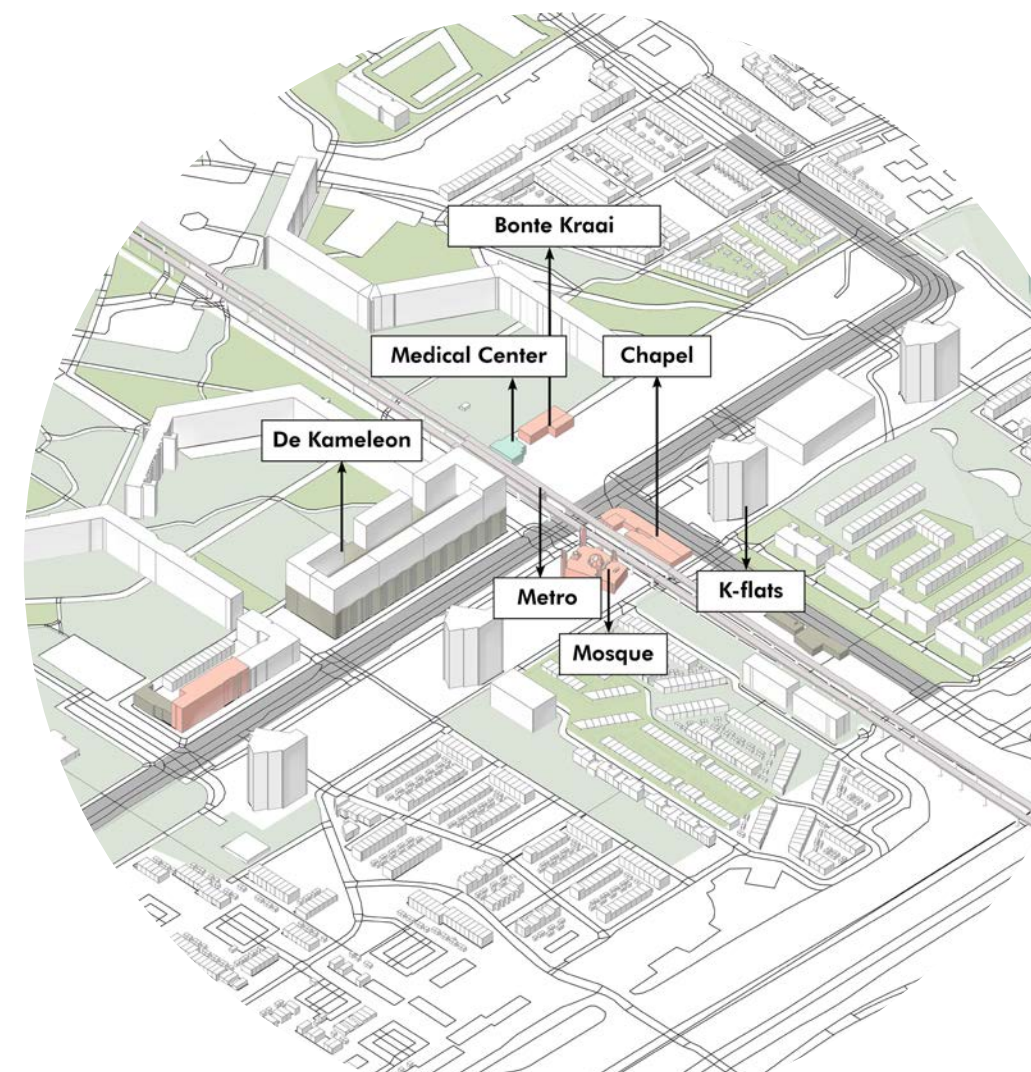 Bonte Kraai
Medical Center
Chapel
De Kameleon
Metro
K-flats
Mosque